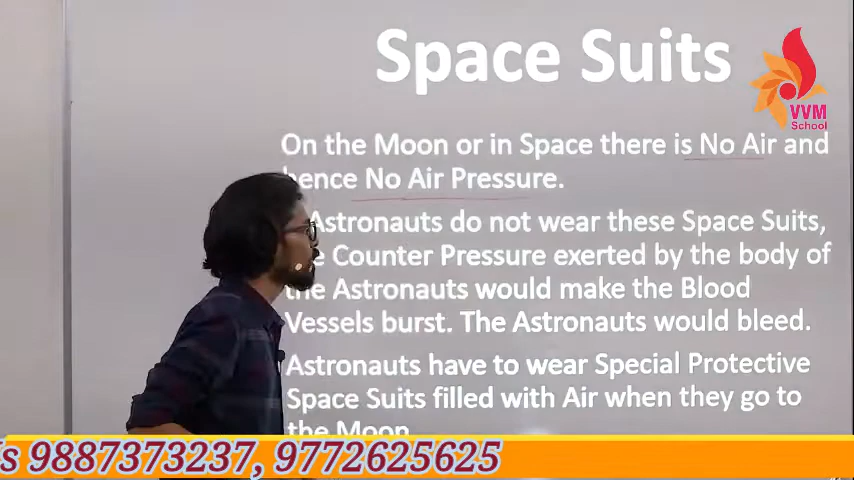 Space Suits
VVM
School
On the Moon or in Space there is No Air and
hence No Air Pressure.
Astronauts do not wear these Space Suits,
Counter Pressure exerted by the body of
the Astronauts would make the Blood
Vessels burst. The Astronauts would bleed.
Astronauts have to wear Special Protective
Space Suits filled with Air when they go to
the Moon
s 9887373237, 9772625625